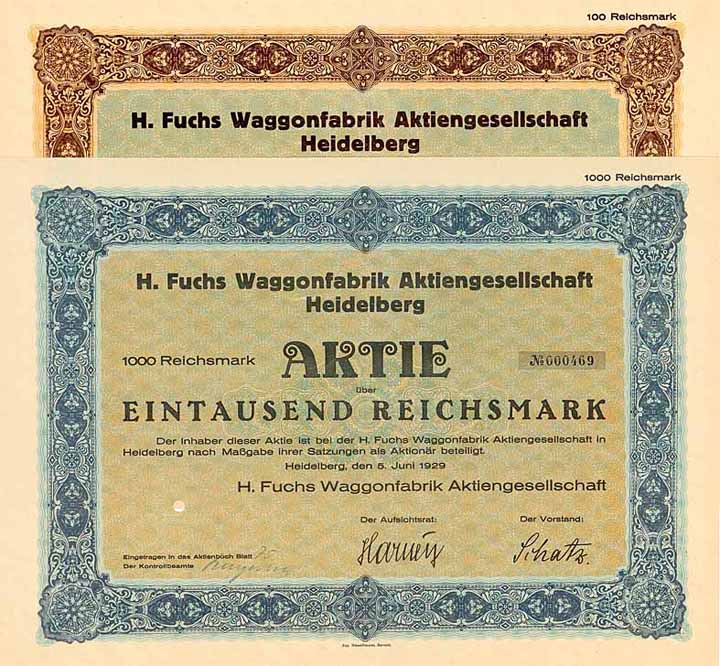 100 Reichsmark
H. Fuchs Waggonfabrik Aktiengesellschaft
Heidelberg
1000 Reichsmark
H. Fuchs Waggonfabrik Aktiengesellschaft
Heidelberg
1000 Reichsmark AKTIE № 000469
über
EINTAUSEND REICHSMARK
Der Inhaber dieser Aktie ist bei der H. Fuchs Waggonfabrik Aktiengesellschaft in
Heidelberg nach Maßgabe ihrer Satzungen als Aktionär beteiligt.
Heidelberg, den 5. Juni 1929
H. Fuchs Waggonfabrik Aktiengesellschaft
Der Aufsichtsrat: Der Vorstand:
Schatz.
Eingetragen in das Aktienbuch Blatt
Der Kontrollbeamte